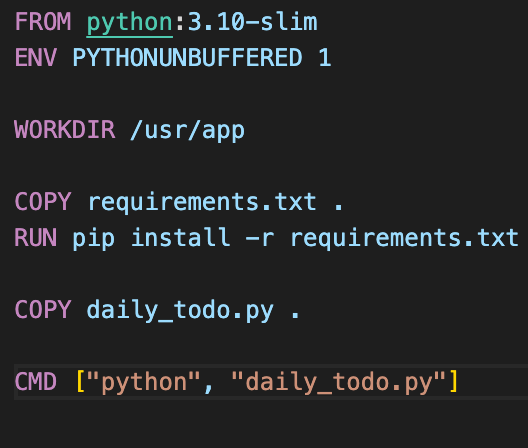 FROM python:3.10-slim
ENV PYTHONUNBUFFERED 1
WORKDIR /usr/app
COPY requirements.txt .
RUN pip install -r requirements.txt
COPY daily_todo.py .
CMD ["python", "daily_todo.py"]